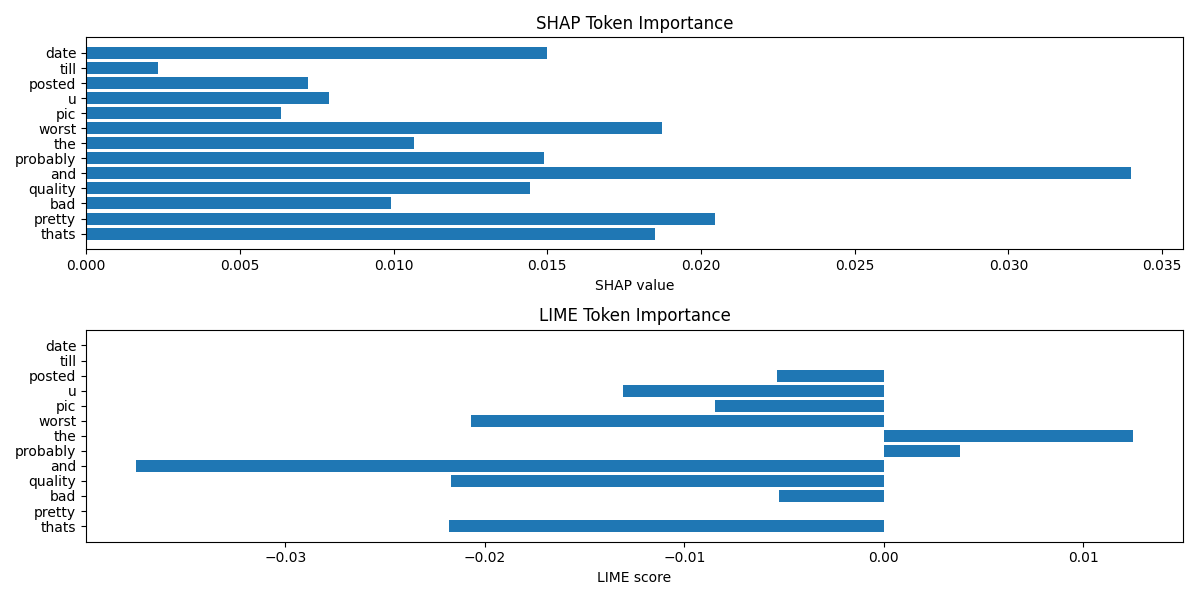 SHAP Token Importance
date
till
posted
u
pic
worst
the
probably
and
quality
bad
pretty
thats
0.000 0.005 0.010 0.015 0.020 0.025 0.030 0.035
SHAP value
LIME Token Importance
date
till
posted
u
pic
worst
the
probably
and
quality
bad
pretty
thats
−0.03 −0.02 −0.01 0.00 0.01
LIME score